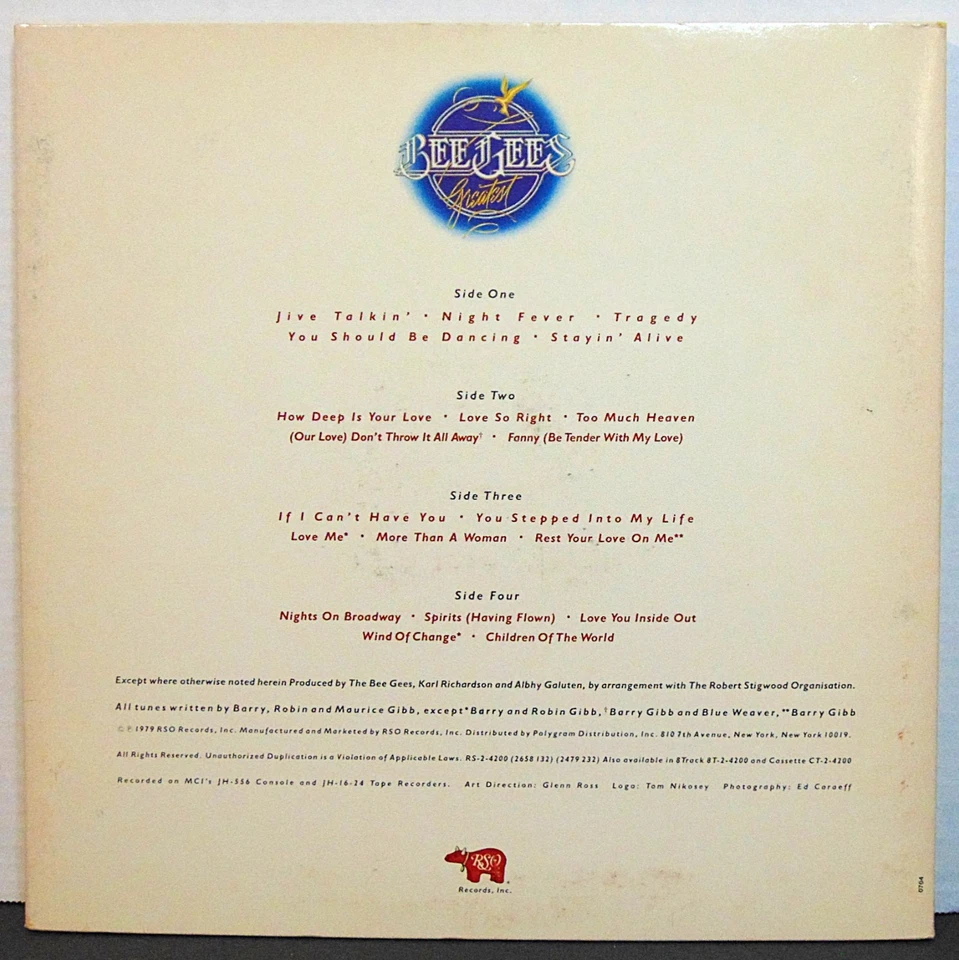 BEE GEES
Greatest
Side One
Jive Talkin' • Night Fever • Tragedy
You Should Be Dancing • Stayin' Alive
Side Two
How Deep Is Your Love • Love So Right • Too Much Heaven
(Our Love) Don't Throw It All Away† • Fanny (Be Tender With My Love)
Side Three
If I Can't Have You • You Stepped Into My Life
Love Me* • More Than A Woman • Rest Your Love On Me**
Side Four
Nights On Broadway • Spirits (Having Flown) • Love You Inside Out
Wind Of Change* • Children Of The World
Except where otherwise noted herein Produced by The Bee Gees, Karl Richardson and Albhy Galuten, by arrangement with The Robert Stigwood Organisation.
All tunes written by Barry, Robin and Maurice Gibb, except *Barry and Robin Gibb, †Barry Gibb and Blue Weaver, **Barry Gibb
© ℗ 1979 RSO Records, Inc. Manufactured and Marketed by RSO Records, Inc. Distributed by Polygram Distribution, Inc. 810 7th Avenue, New York, New York 10019.
All Rights Reserved. Unauthorized Duplication is a Violation of Applicable Laws. RS-2-4200 (2658 132) (2479 232) Also available in 8Track 8T-2-4200 and Cassette CT-2-4200
Recorded on MCI's JH-556 Console and JH-16-24 Tape Recorders. Art Direction: Glenn Ross Logo: Tom Nikosey Photography: Ed Caraeff
RSO
Records, Inc.
0704